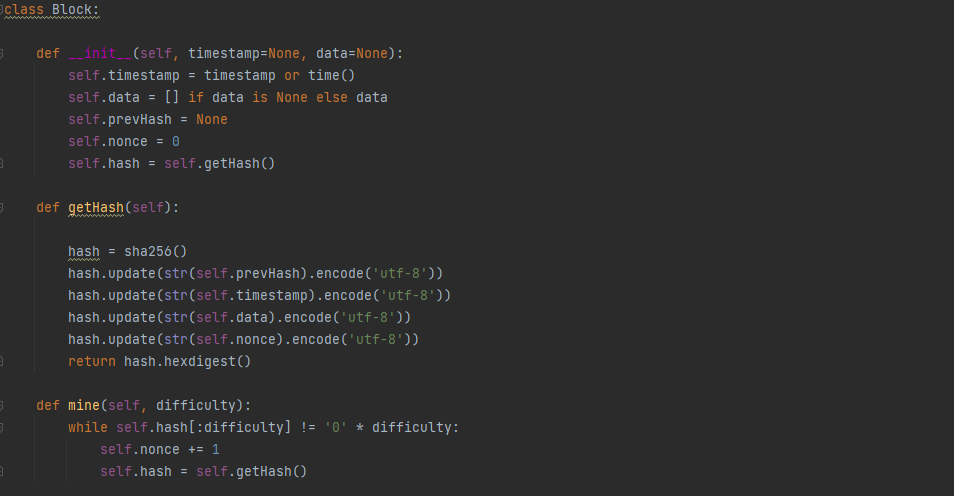 class Block:
def __init__(self, timestamp=None, data=None):
self.timestamp = timestamp or time()
self.data = [] if data is None else data
self.prevHash = None
self.nonce = 0
self.hash = self.getHash()
def getHash(self):
hash = sha256()
hash.update(str(self.prevHash).encode('utf-8'))
hash.update(str(self.timestamp).encode('utf-8'))
hash.update(str(self.data).encode('utf-8'))
hash.update(str(self.nonce).encode('utf-8'))
return hash.hexdigest()
def mine(self, difficulty):
while self.hash[:difficulty] != '0' * difficulty:
self.nonce += 1
self.hash = self.getHash()